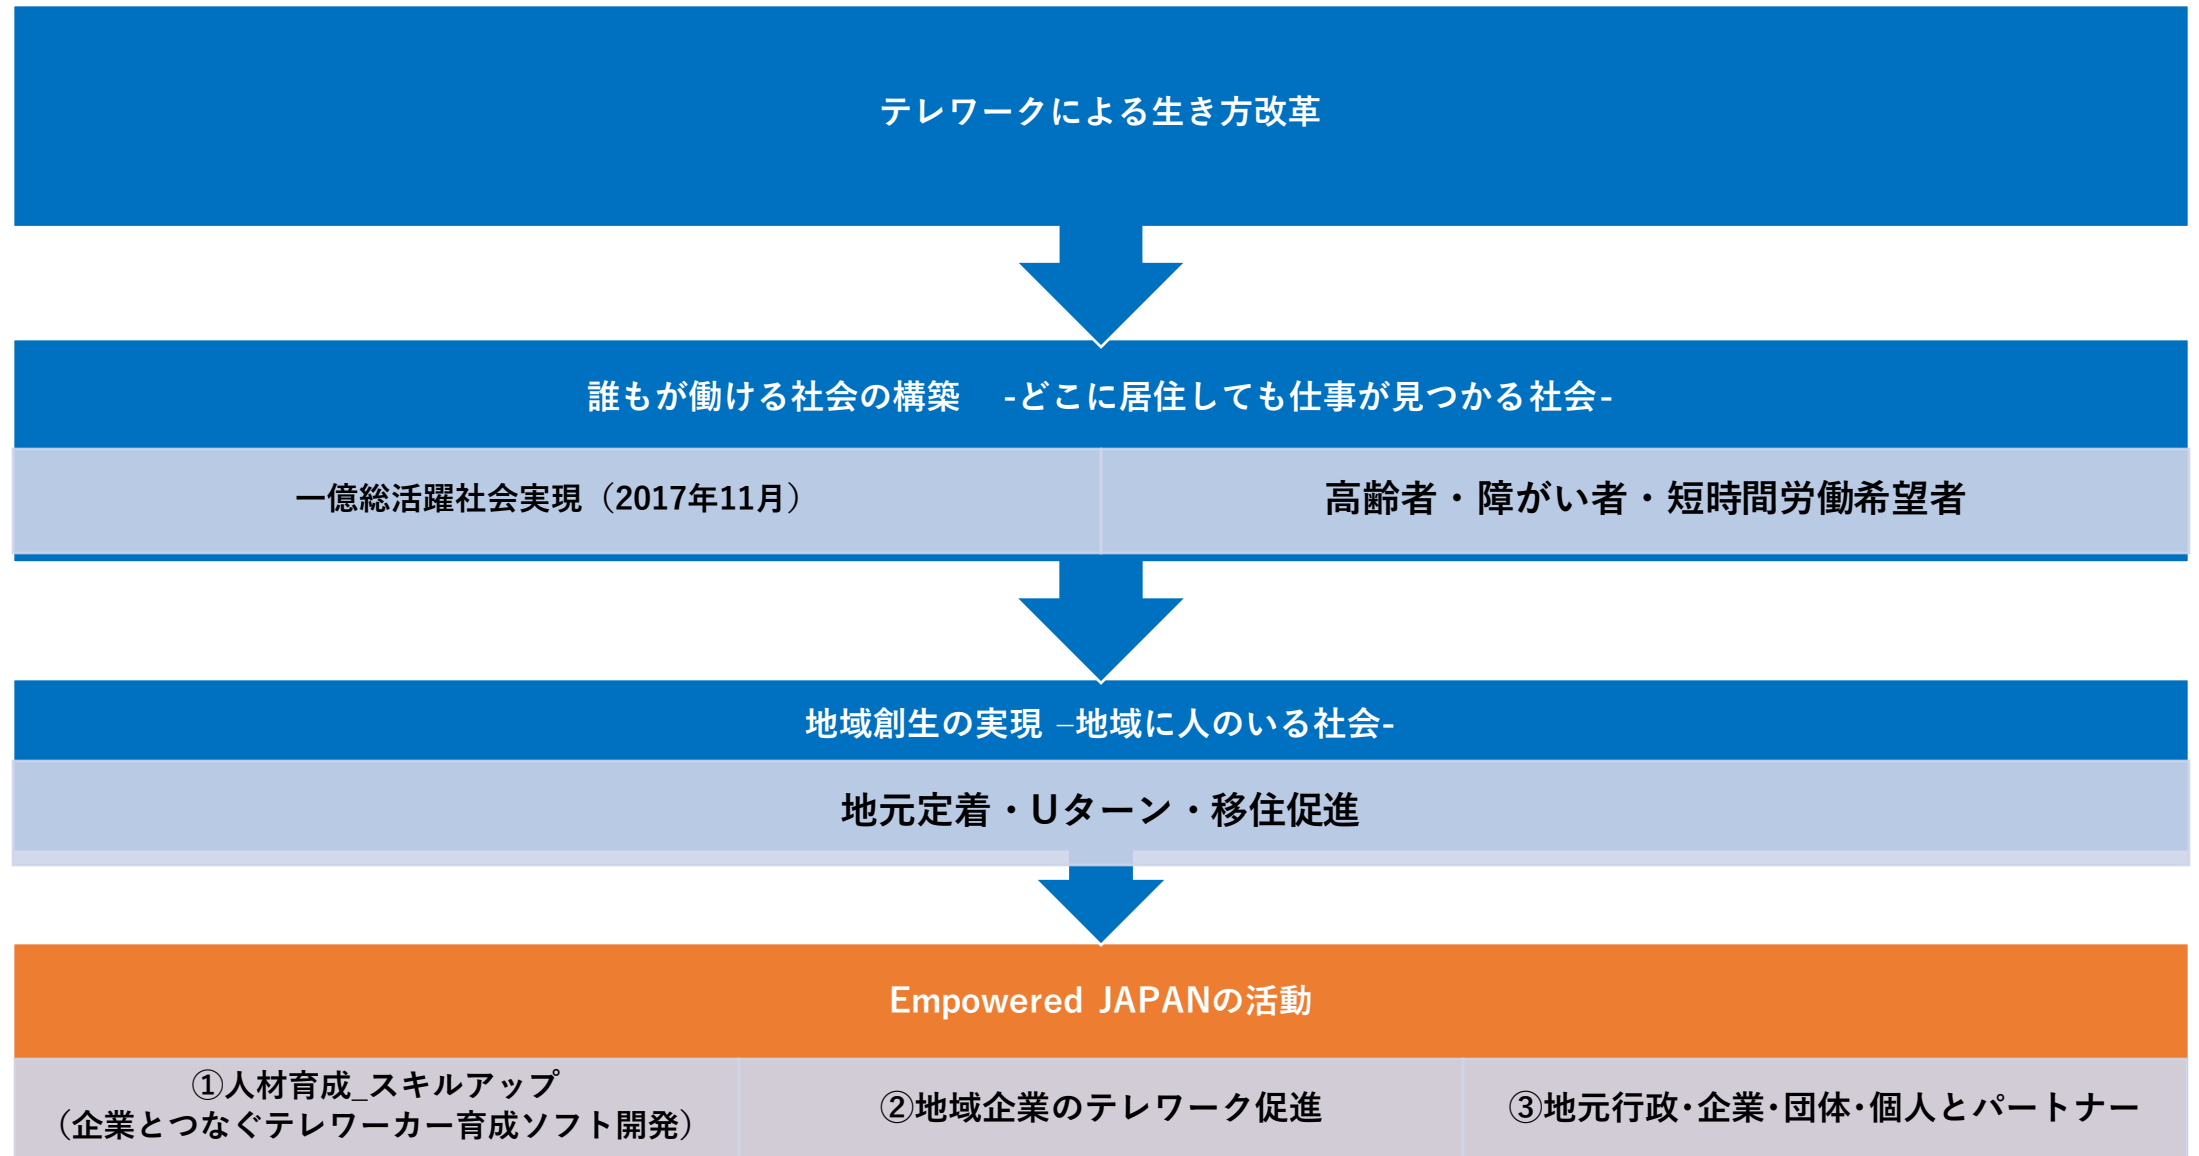 テレワークによる生き方改革
誰もが働ける社会の構築　-どこに居住しても仕事が見つかる社会-
一億総活躍社会実現（2017年11月）
高齢者・障がい者・短時間労働希望者
地域創生の実現 –地域に人のいる社会-
地元定着・Uターン・移住促進
Empowered JAPANの活動
①人材育成_スキルアップ
（企業とつなぐテレワーカー育成ソフト開発）
②地域企業のテレワーク促進
③地元行政･企業･団体･個人とパートナー